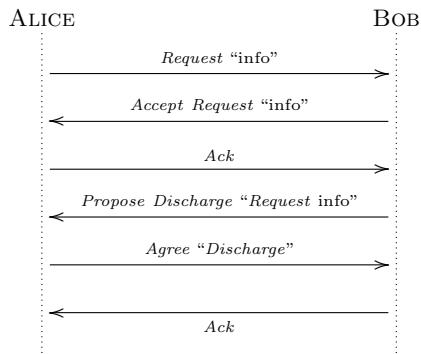 ALICE BOB
Request “info”
Accept Request “info”
Ack
Propose Discharge “Request info”
Agree “Discharge”
Ack